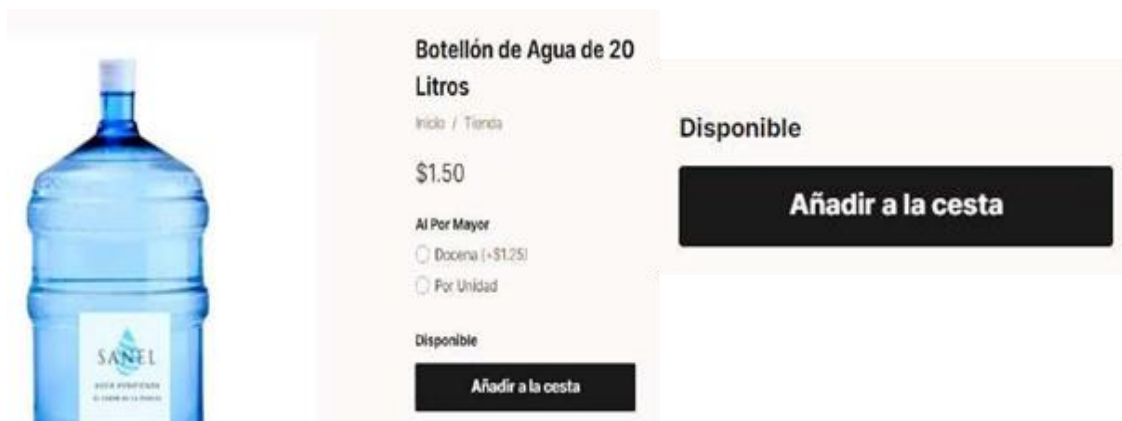 Botellón de Agua de 20
Litros
Inicio / Tienda
$1.50
Al Por Mayor
Docena (+$1.25)
Por Unidad
Disponible
Añadir a la cesta
SANEL
Disponible
Añadir a la cesta